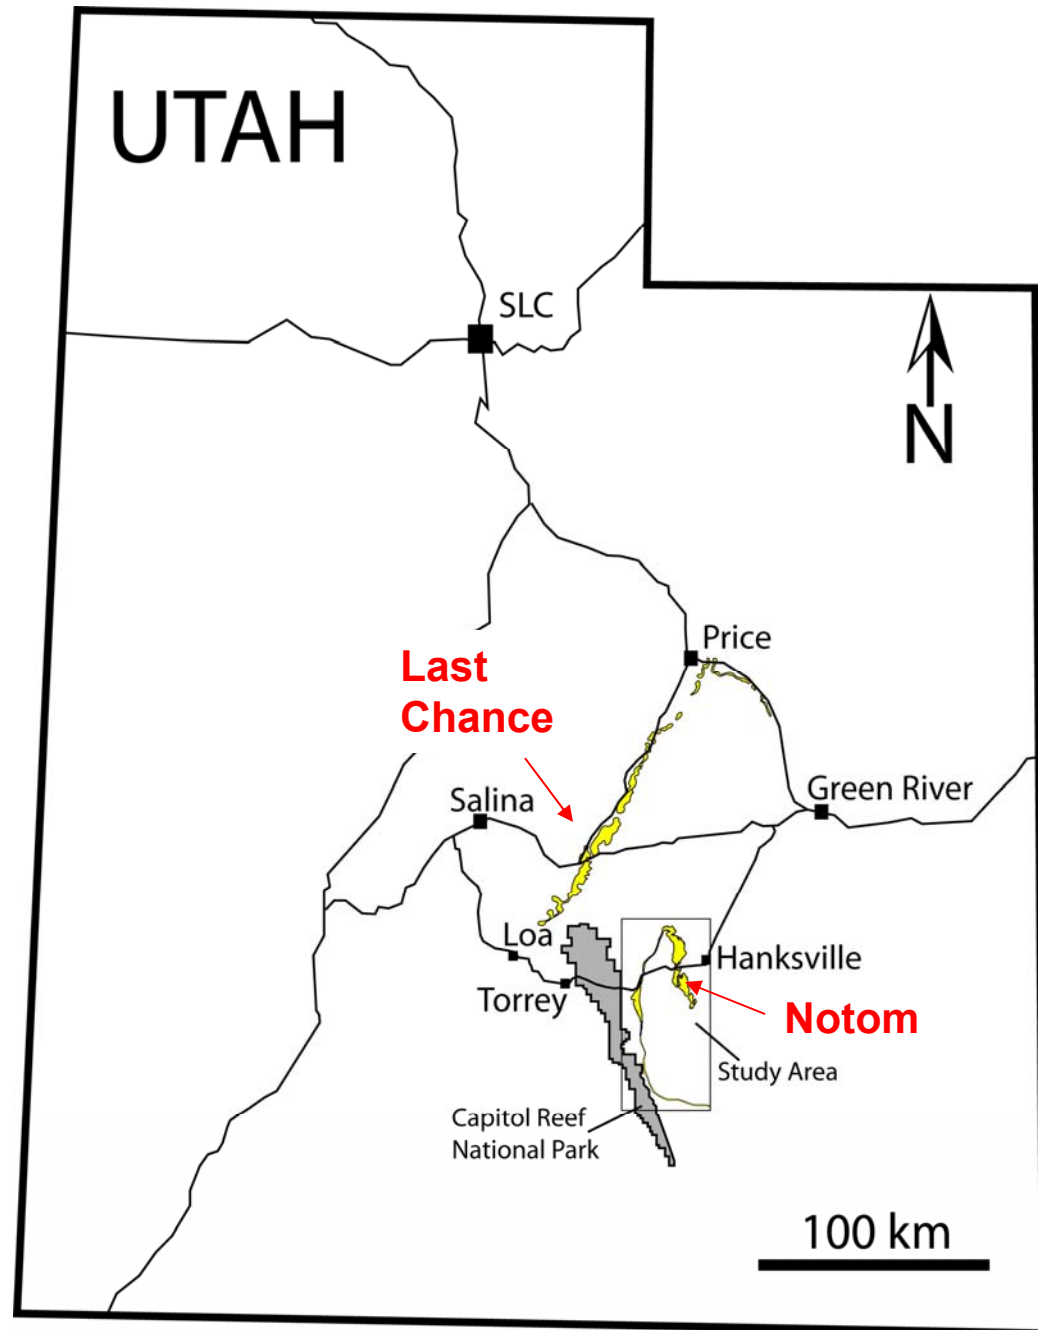 UTAH
SLC
N
Price
Last
Chance
Green River
Salina
Loa
Hanksville
Torrey
Notom
Study Area
Capitol Reef
National Park
100 km